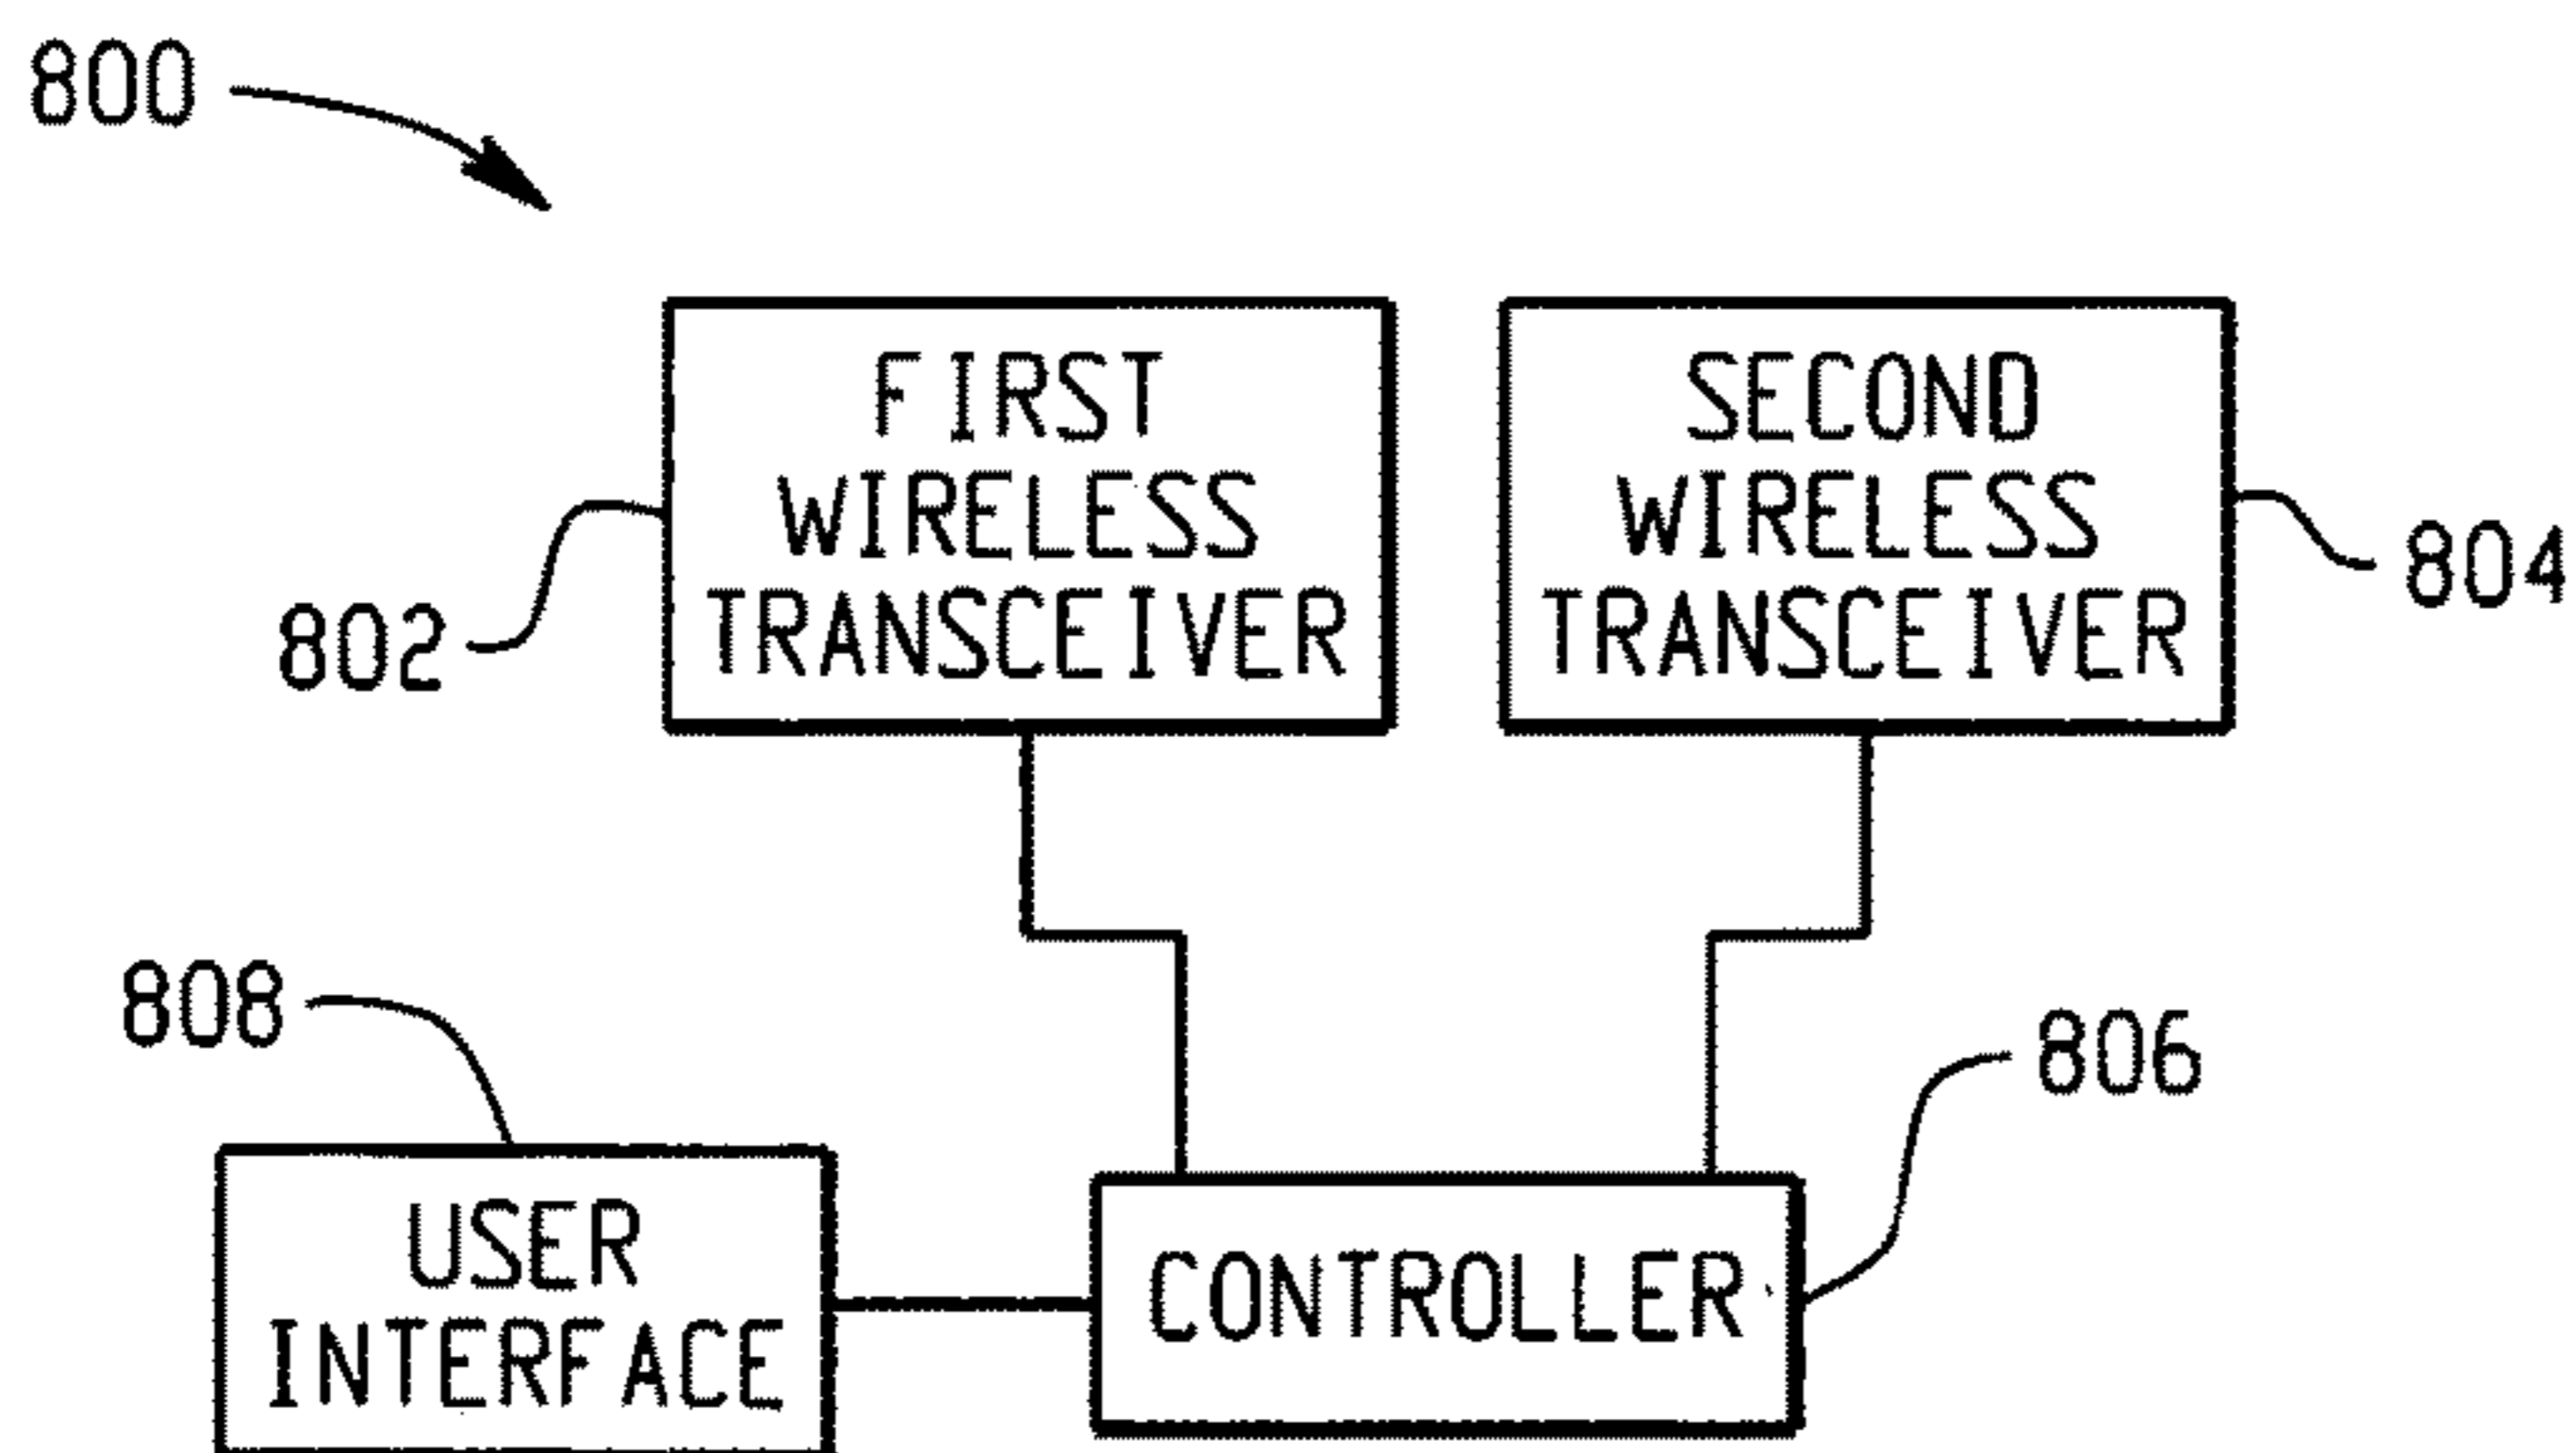 800
FIRST
WIRELESS
TRANSCEIVER
SECOND
WIRELESS
TRANSCEIVER
802
804
808
806
USER
INTERFACE
CONTROLLER